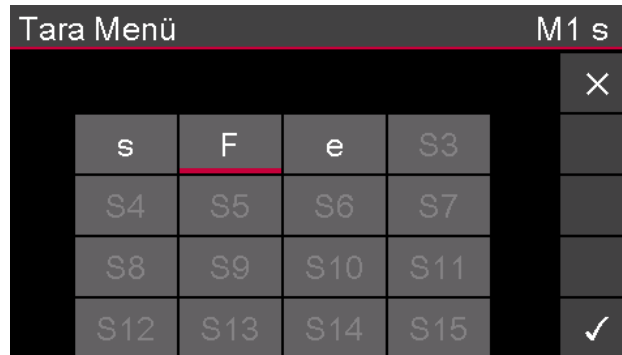 Tara Menü M1 s
s F e S3
S4 S5 S6 S7
S8 S9 S10 S11
S12 S13 S14 S15